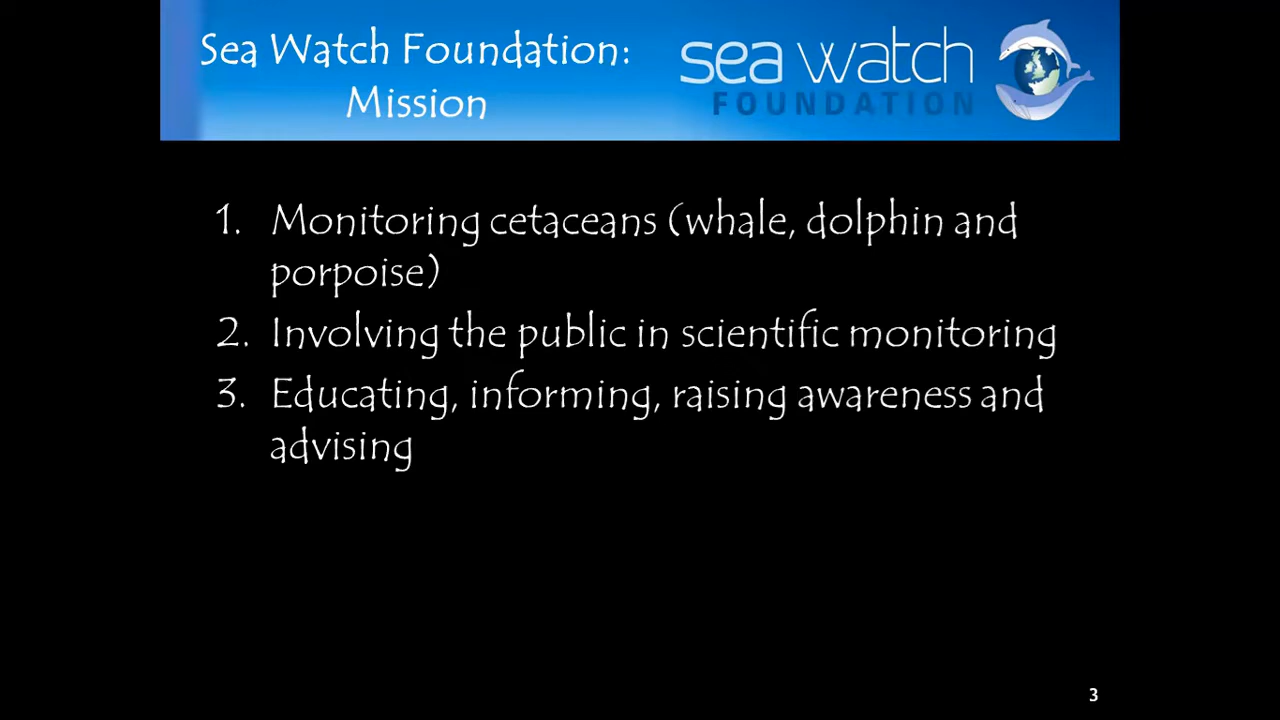 Sea Watch Foundation:
Mission
sea watch
FOUNDATION
1. Monitoring cetaceans (whale, dolphin and
porpoise)
2. Involving the public in scientific monitoring
3. Educating, informing, raising awareness and
advising
3